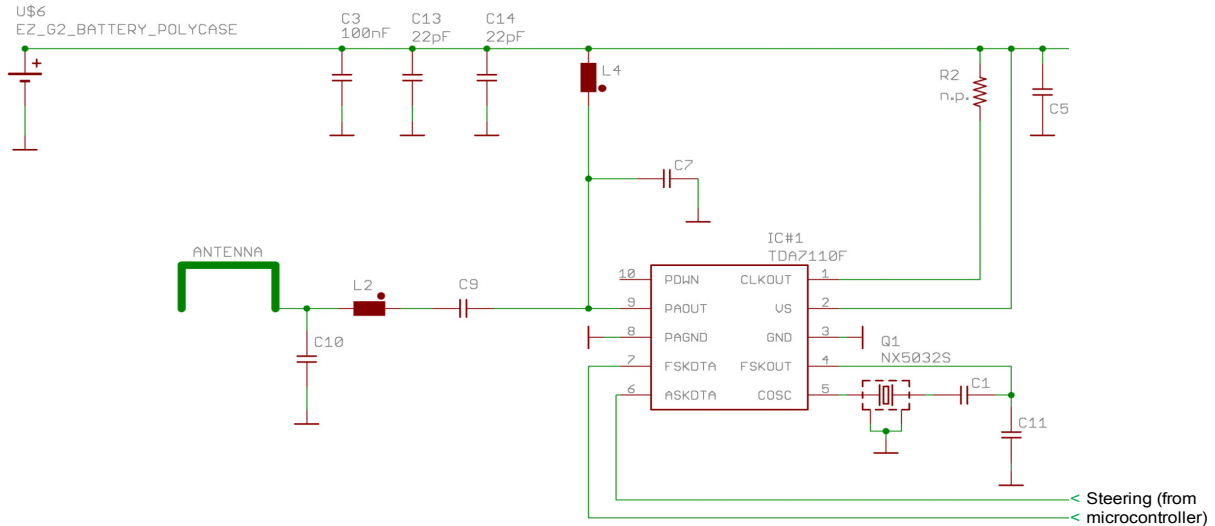 U$6
EZ_G2_BATTERY_POLYCASE
C3
100nF
C13
22pF
C14
22pF
+
L4
R2
n.p.
C5
C7
ANTENNA
L2
C9
C10
IC#1
TDA7110F
10 PDWN CLKOUT 1
9 PAOUT VS 2
8 PAGND GND 3
7 FSKDTA FSKOUT 4
6 ASKDTA COSC 5
Q1
NX5032S
C1
C11
< Steering (from
< microcontroller)